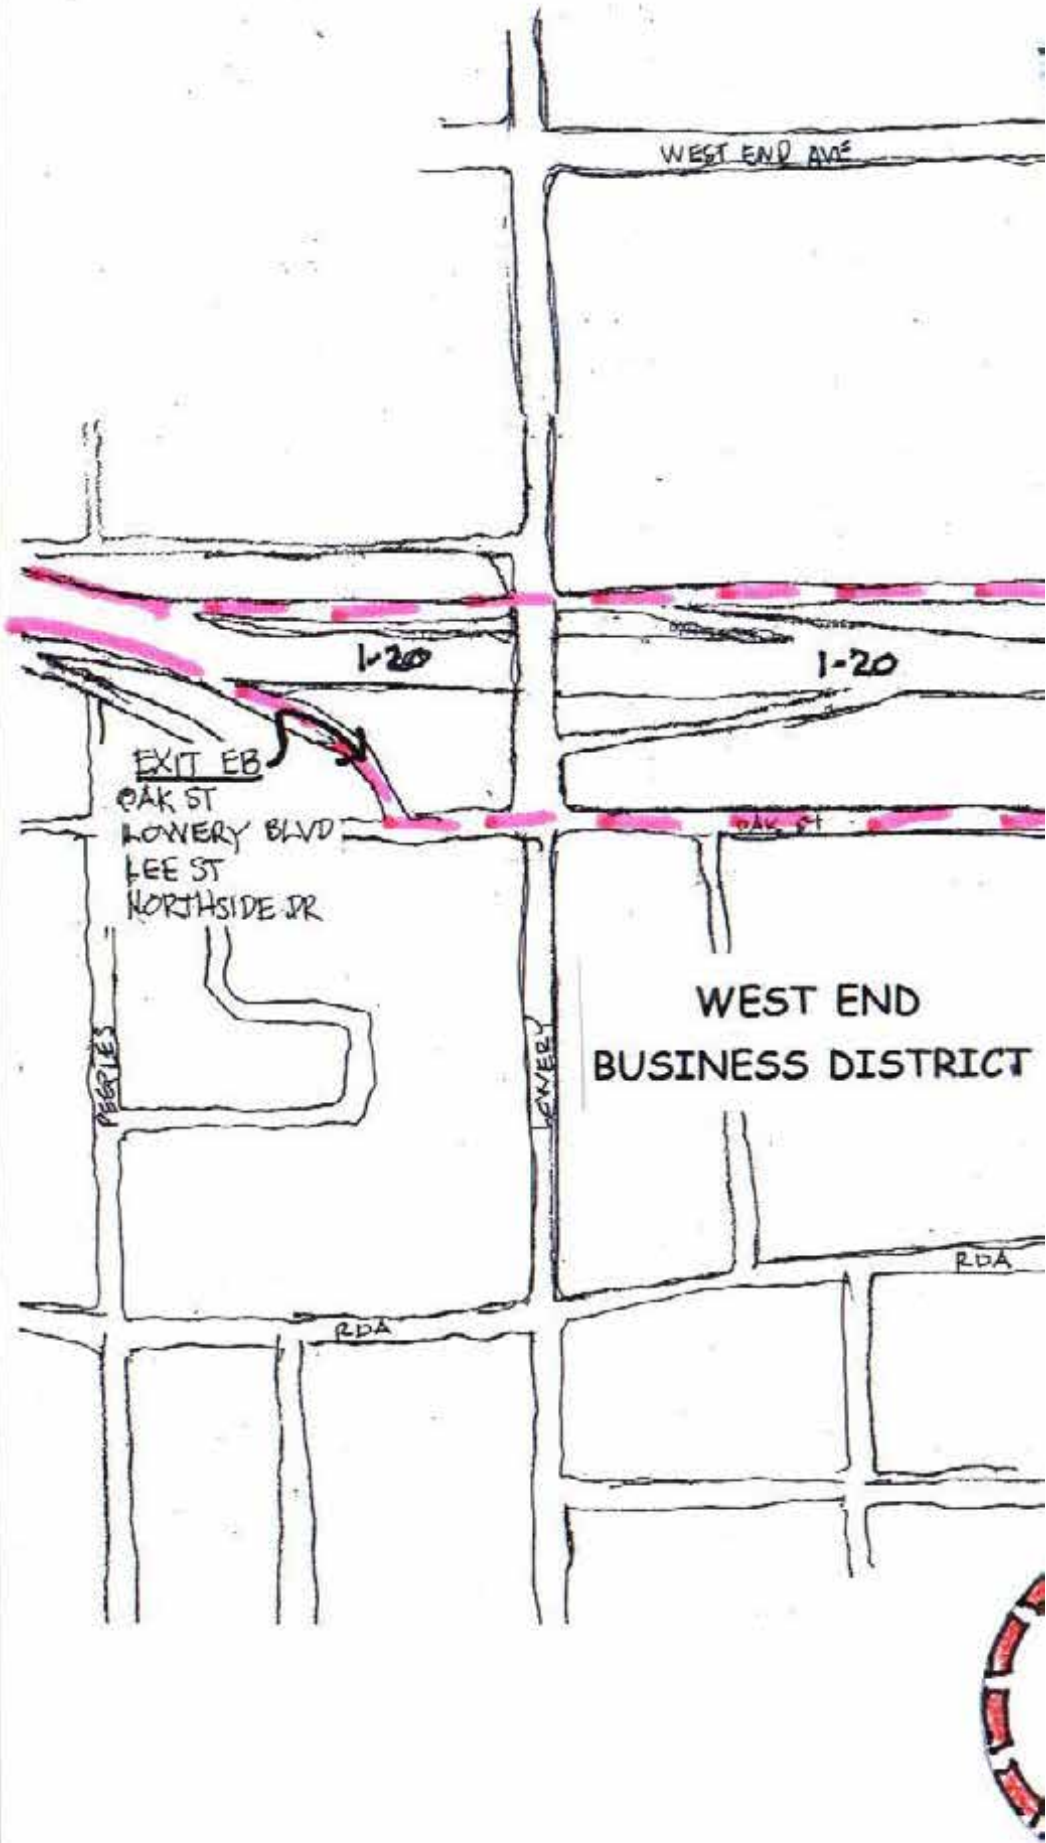 WEST END AVE
I-20
I-20
EXIT EB
OAK ST
LOWERY BLVD
LEE ST
NORTHSIDE DR
OAK ST
WEST END
BUSINESS DISTRICT
PEEPLES
LOWERY
RDA
RDA